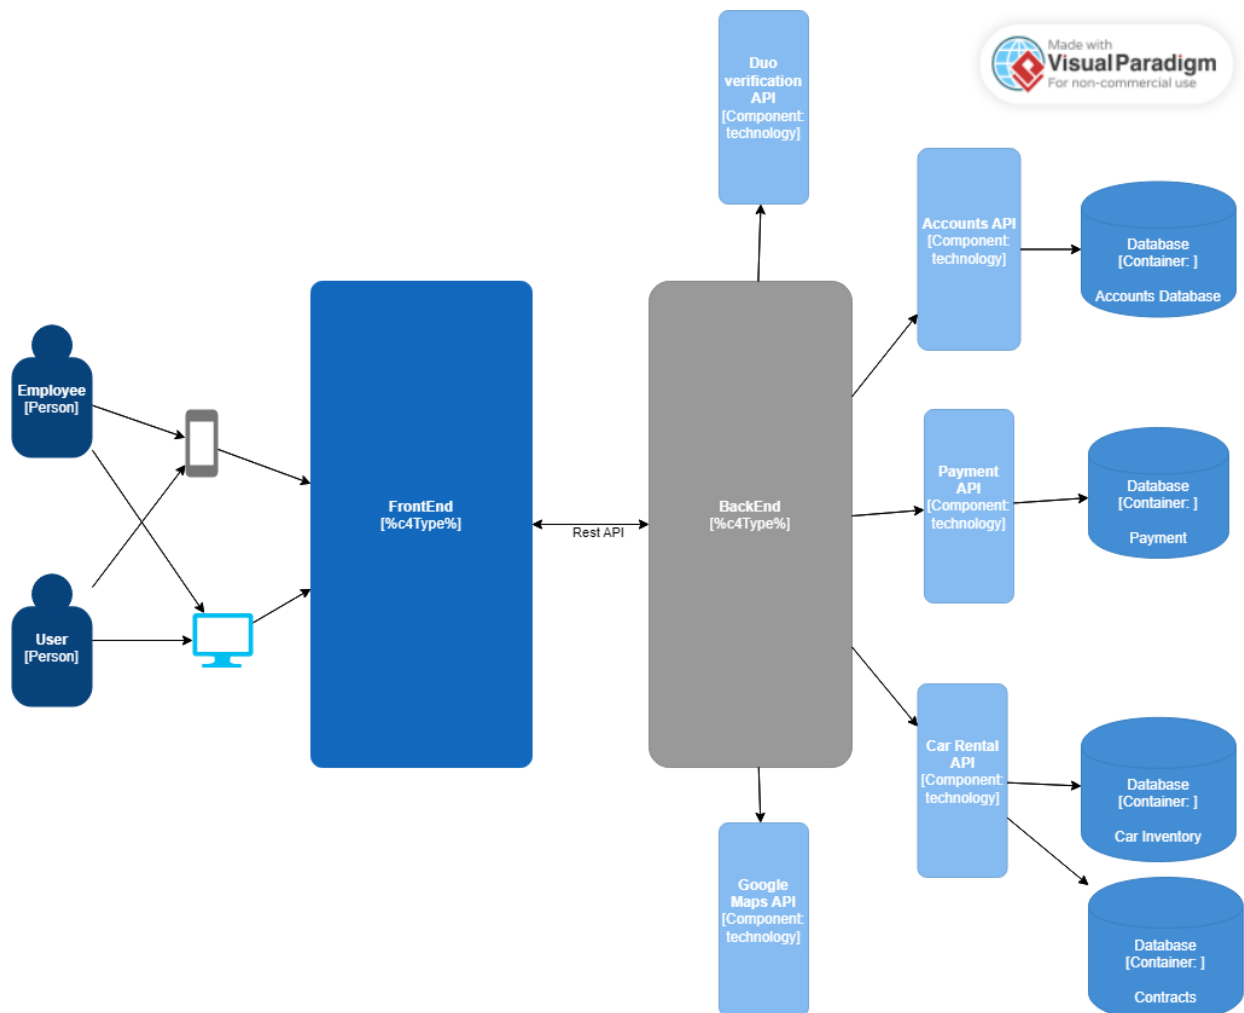 Made with
Visual Paradigm
For non-commercial use
Duo
verification
API
[Component:
technology]
Accounts API
[Component:
technology]
Database
[Container: ]
Accounts Database
Employee
[Person]
FrontEnd
[%c4Type%]
Rest API
BackEnd
[%c4Type%]
Payment
API
[Component:
technology]
Database
[Container: ]
Payment
User
[Person]
Car Rental
API
[Component:
technology]
Database
[Container: ]
Car Inventory
Google
Maps API
[Component:
technology]
Database
[Container: ]
Contracts